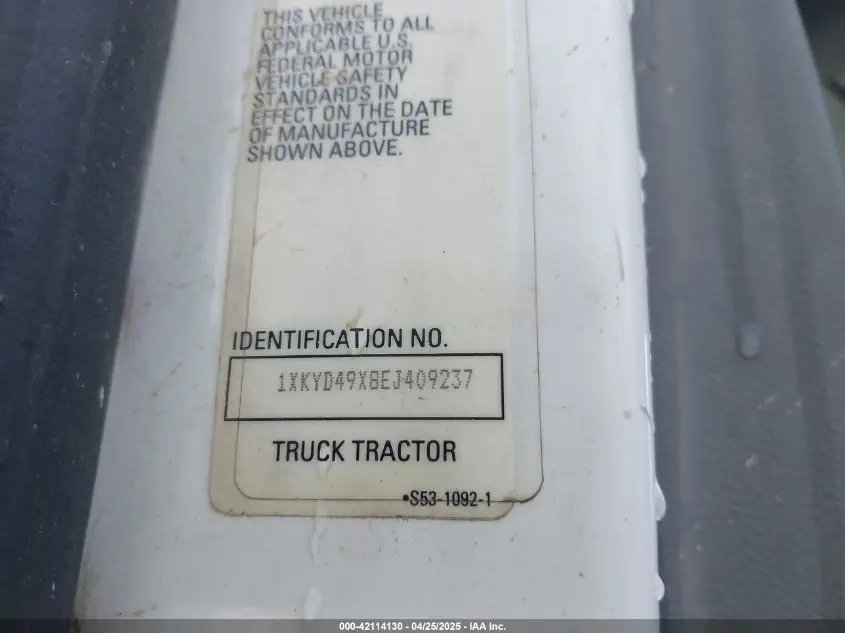 THIS VEHICLE
CONFORMS TO ALL
APPLICABLE U.S.
FEDERAL MOTOR
VEHICLE SAFETY
STANDARDS IN
EFFECT ON THE DATE
OF MANUFACTURE
SHOWN ABOVE.
IDENTIFICATION NO.
1XKYD49X8EJ409237
TRUCK TRACTOR
•S53-1092-1
000-42114130 - 04/25/2025 - IAA Inc.